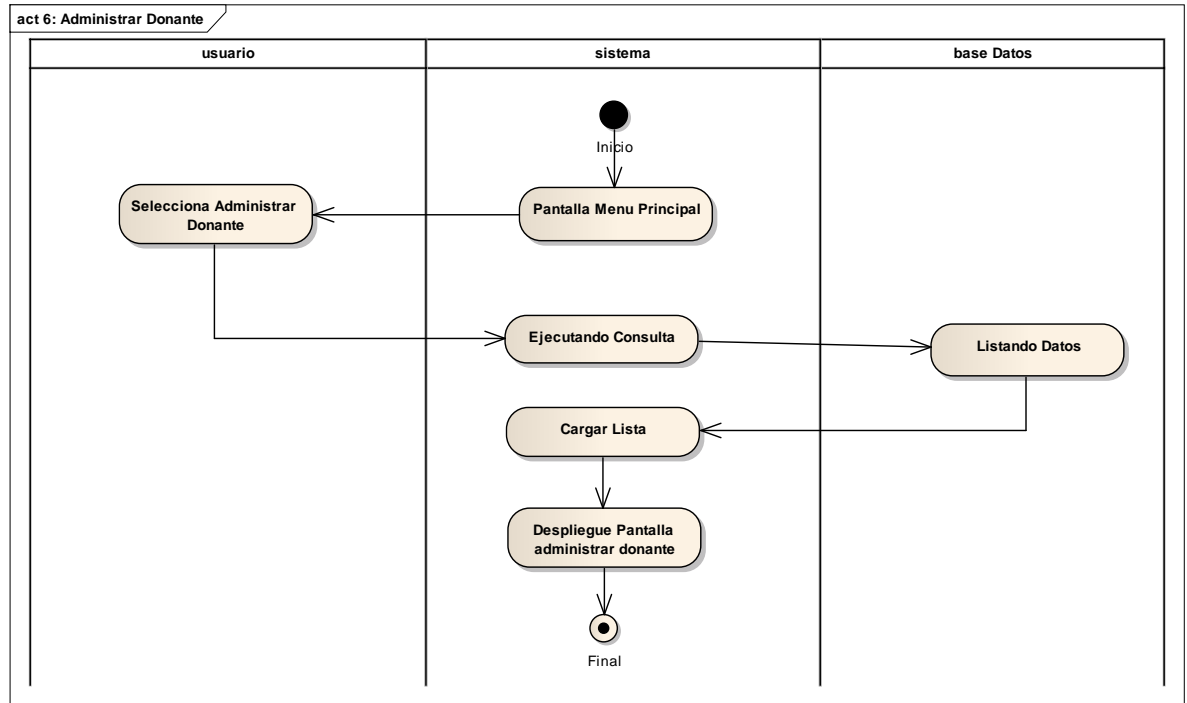 act 6: Administrar Donante
usuario
sistema
base Datos
Inicio
Selecciona Administrar
Donante
Pantalla Menu Principal
Ejecutando Consulta
Listando Datos
Cargar Lista
Despliegue Pantalla
administrar donante
Final